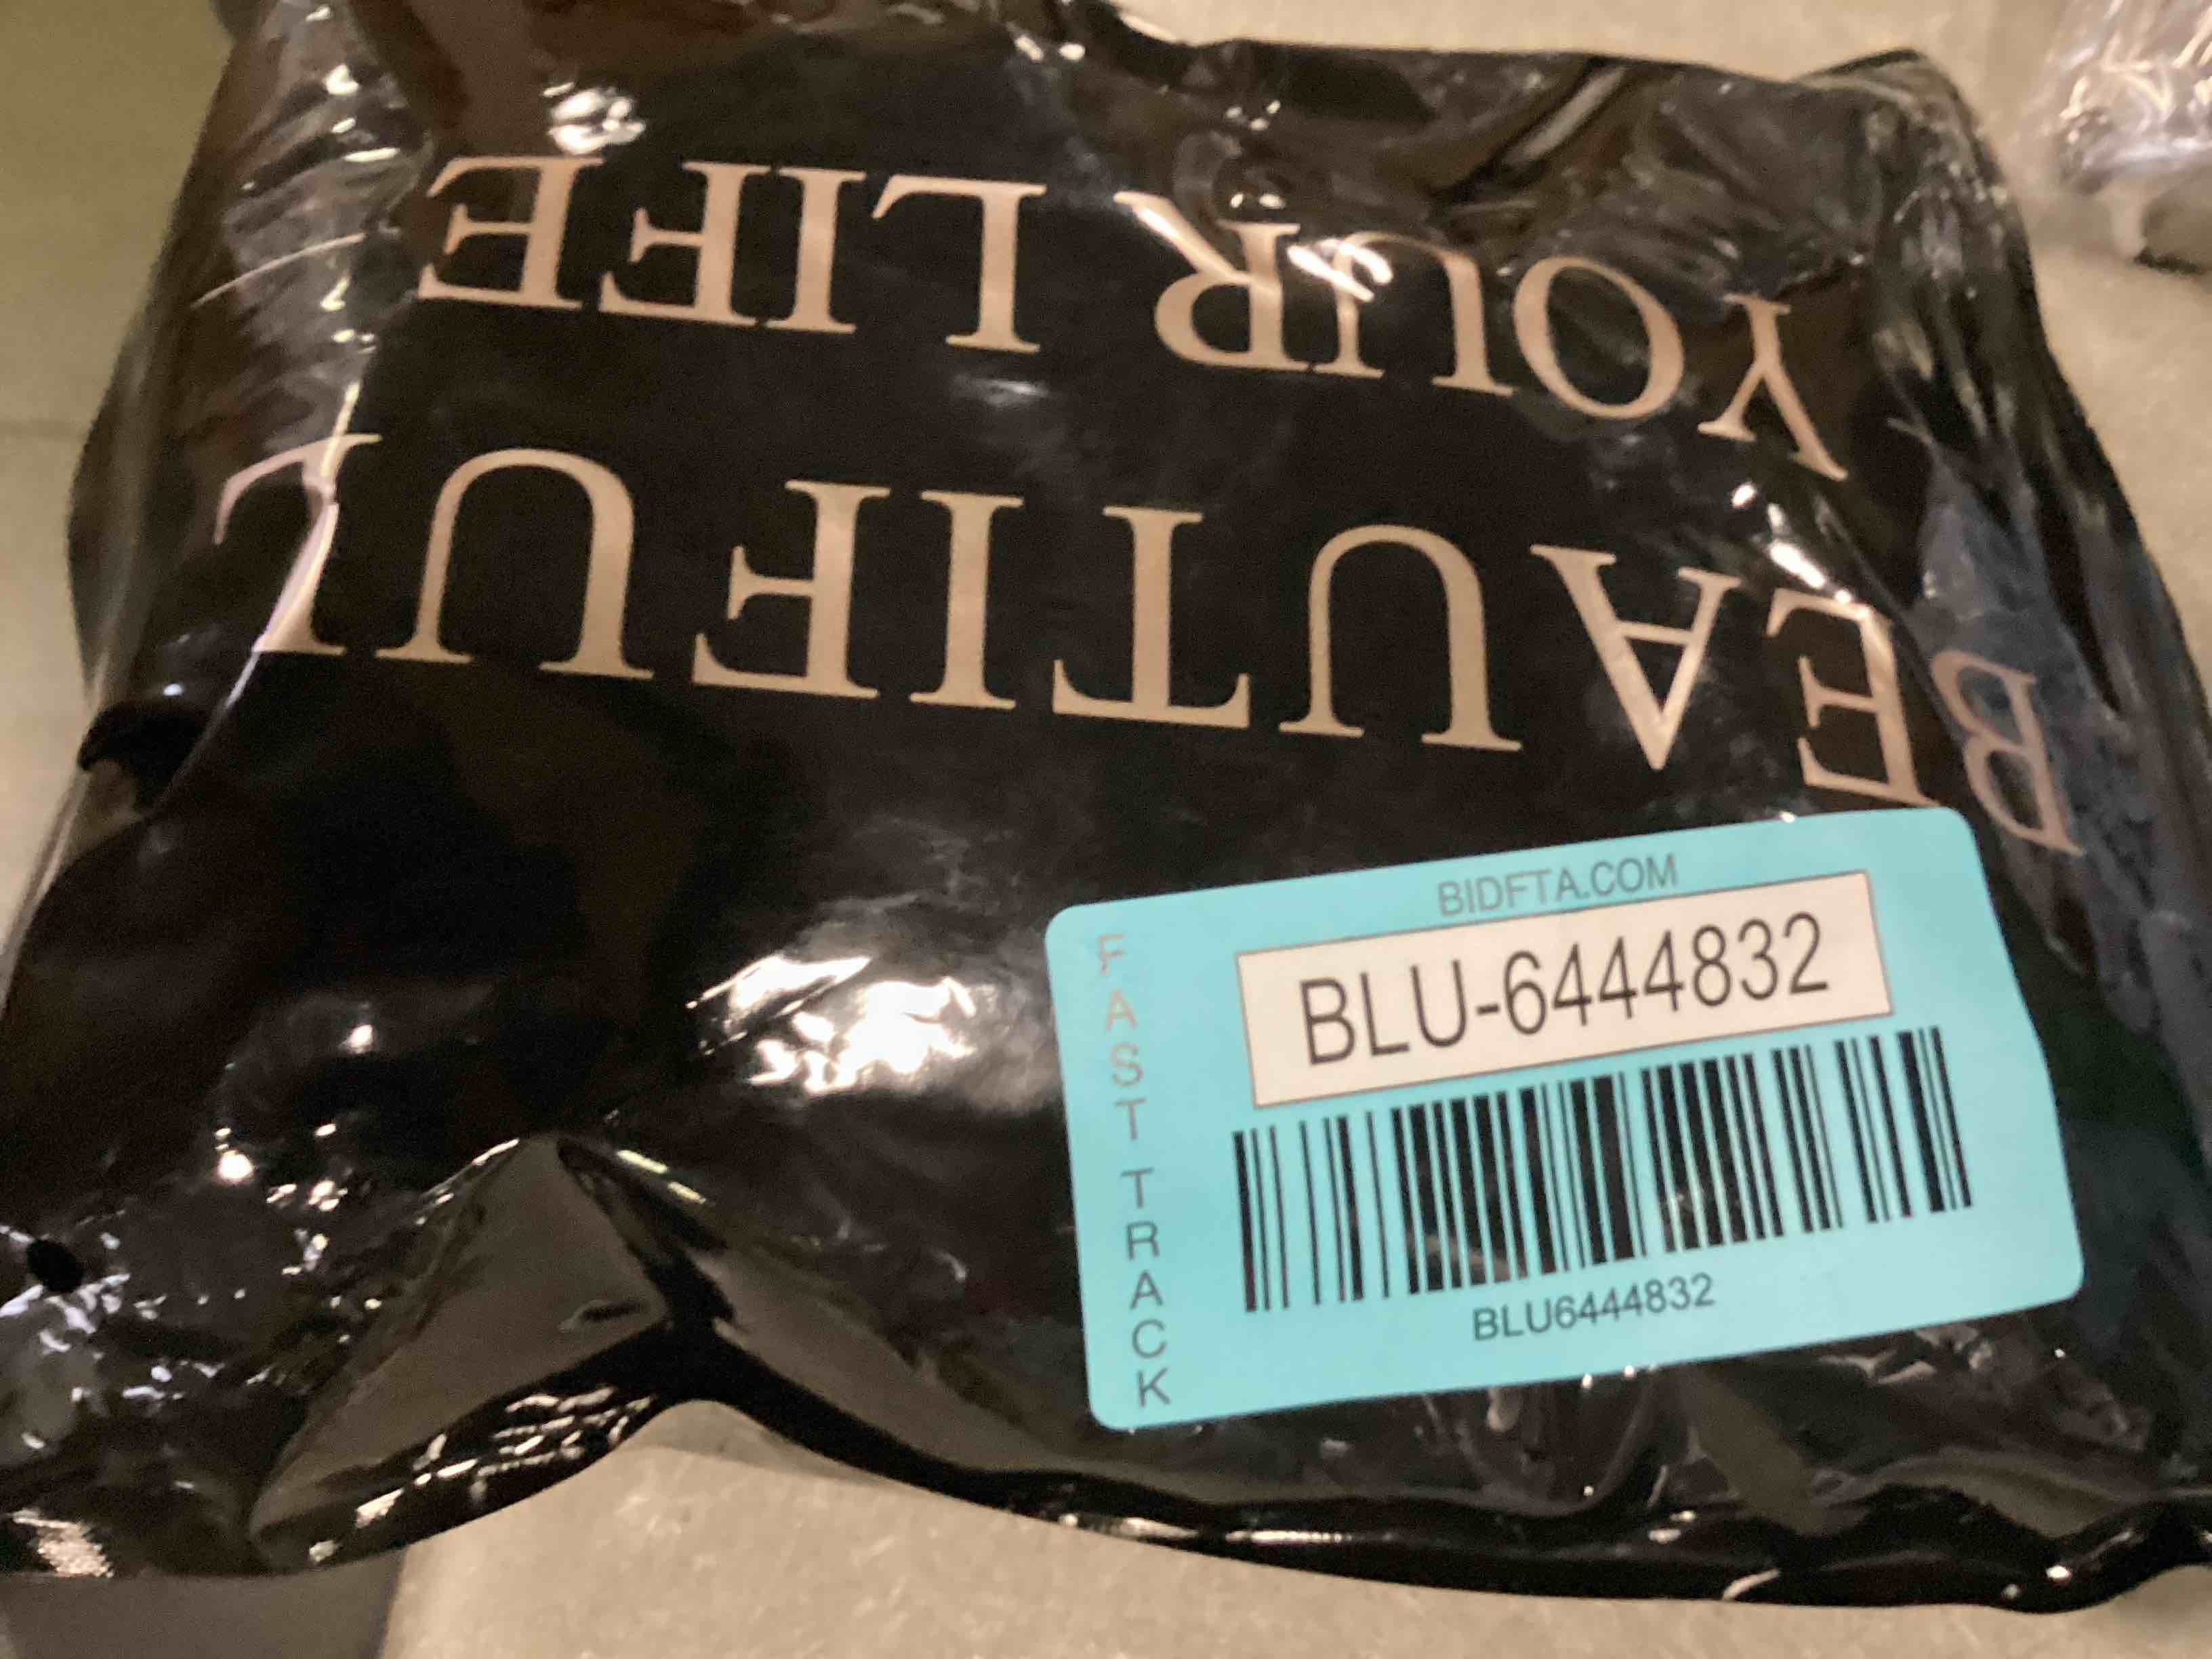 BEAUTIFUL
YOUR LIFE
BIDFTA.COM
BLU-6444832
BLU6444832
FAST TRACK